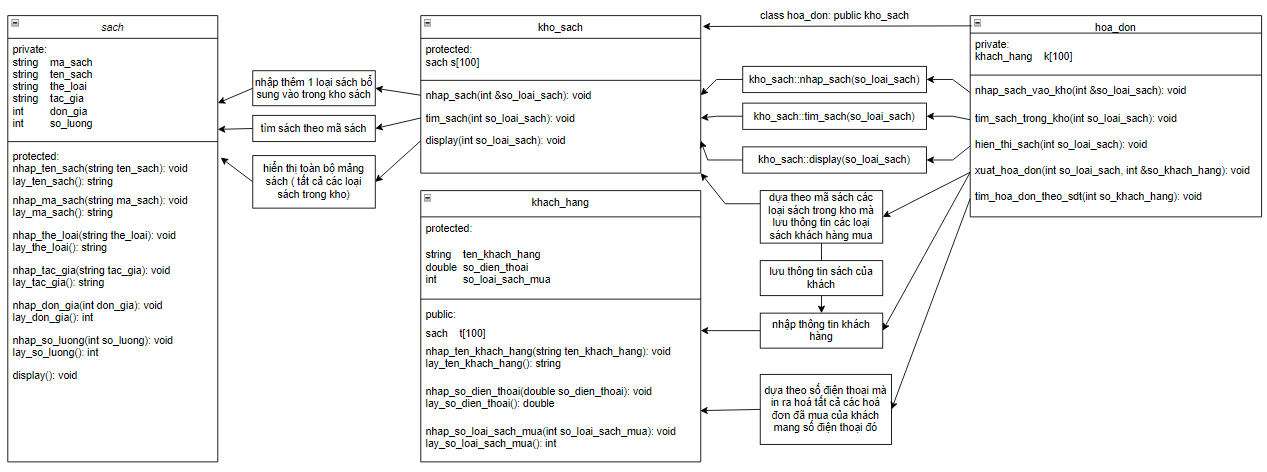 sach
private:
string ma_sach
string ten_sach
string the_loai
string tac_gia
int don_gia
int so_luong
protected:
nhap_ten_sach(string ten_sach): void
lay_ten_sach(): string
nhap_ma_sach(string ma_sach): void
lay_ma_sach(): string
nhap_the_loai(string the_loai): void
lay_the_loai(): string
nhap_tac_gia(string tac_gia): void
lay_tac_gia(): string
nhap_don_gia(int don_gia): void
lay_don_gia(): int
nhap_so_luong(int so_luong): void
lay_so_luong(): int
display(): void
nhập thêm 1 loại sách bổ
sung vào trong kho sách
tìm sách theo mã sách
hiển thị toàn bộ mảng
sách ( tất cả các loại
sách trong kho)
kho_sach
protected:
sach s[100]
nhap_sach(int &so_loai_sach): void
tim_sach(int so_loai_sach): void
display(int so_loai_sach): void
khach_hang
protected:
string ten_khach_hang
double so_dien_thoai
int so_loai_sach_mua
public:
sach t[100]
nhap_ten_khach_hang(string ten_khach_hang): void
lay_ten_khach_hang(): string
nhap_so_dien_thoai(double so_dien_thoai): void
lay_so_dien_thoai(): double
nhap_so_loai_sach_mua(int so_loai_sach_mua): void
lay_so_loai_sach_mua(): int
class hoa_don: public kho_sach
kho_sach::nhap_sach(so_loai_sach)
kho_sach::tim_sach(so_loai_sach)
kho_sach::display(so_loai_sach)
dựa theo mã sách các
loại sách trong kho mà
lưu thông tin các loại
sách khách hàng mua
lưu thông tin sách của
khách
nhập thông tin khách
hàng
dựa theo số điện thoại mà
in ra hoá tất cả các hoá
đơn đã mua của khách
mang số điện thoại đó
hoa_don
private:
khach_hang k[100]
nhap_sach_vao_kho(int &so_loai_sach): void
tim_sach_trong_kho(int so_loai_sach): void
hien_thi_sach(int so_loai_sach): void
xuat_hoa_don(int so_loai_sach, int &so_khach_hang): void
tim_hoa_don_theo_sdt(int so_khach_hang): void